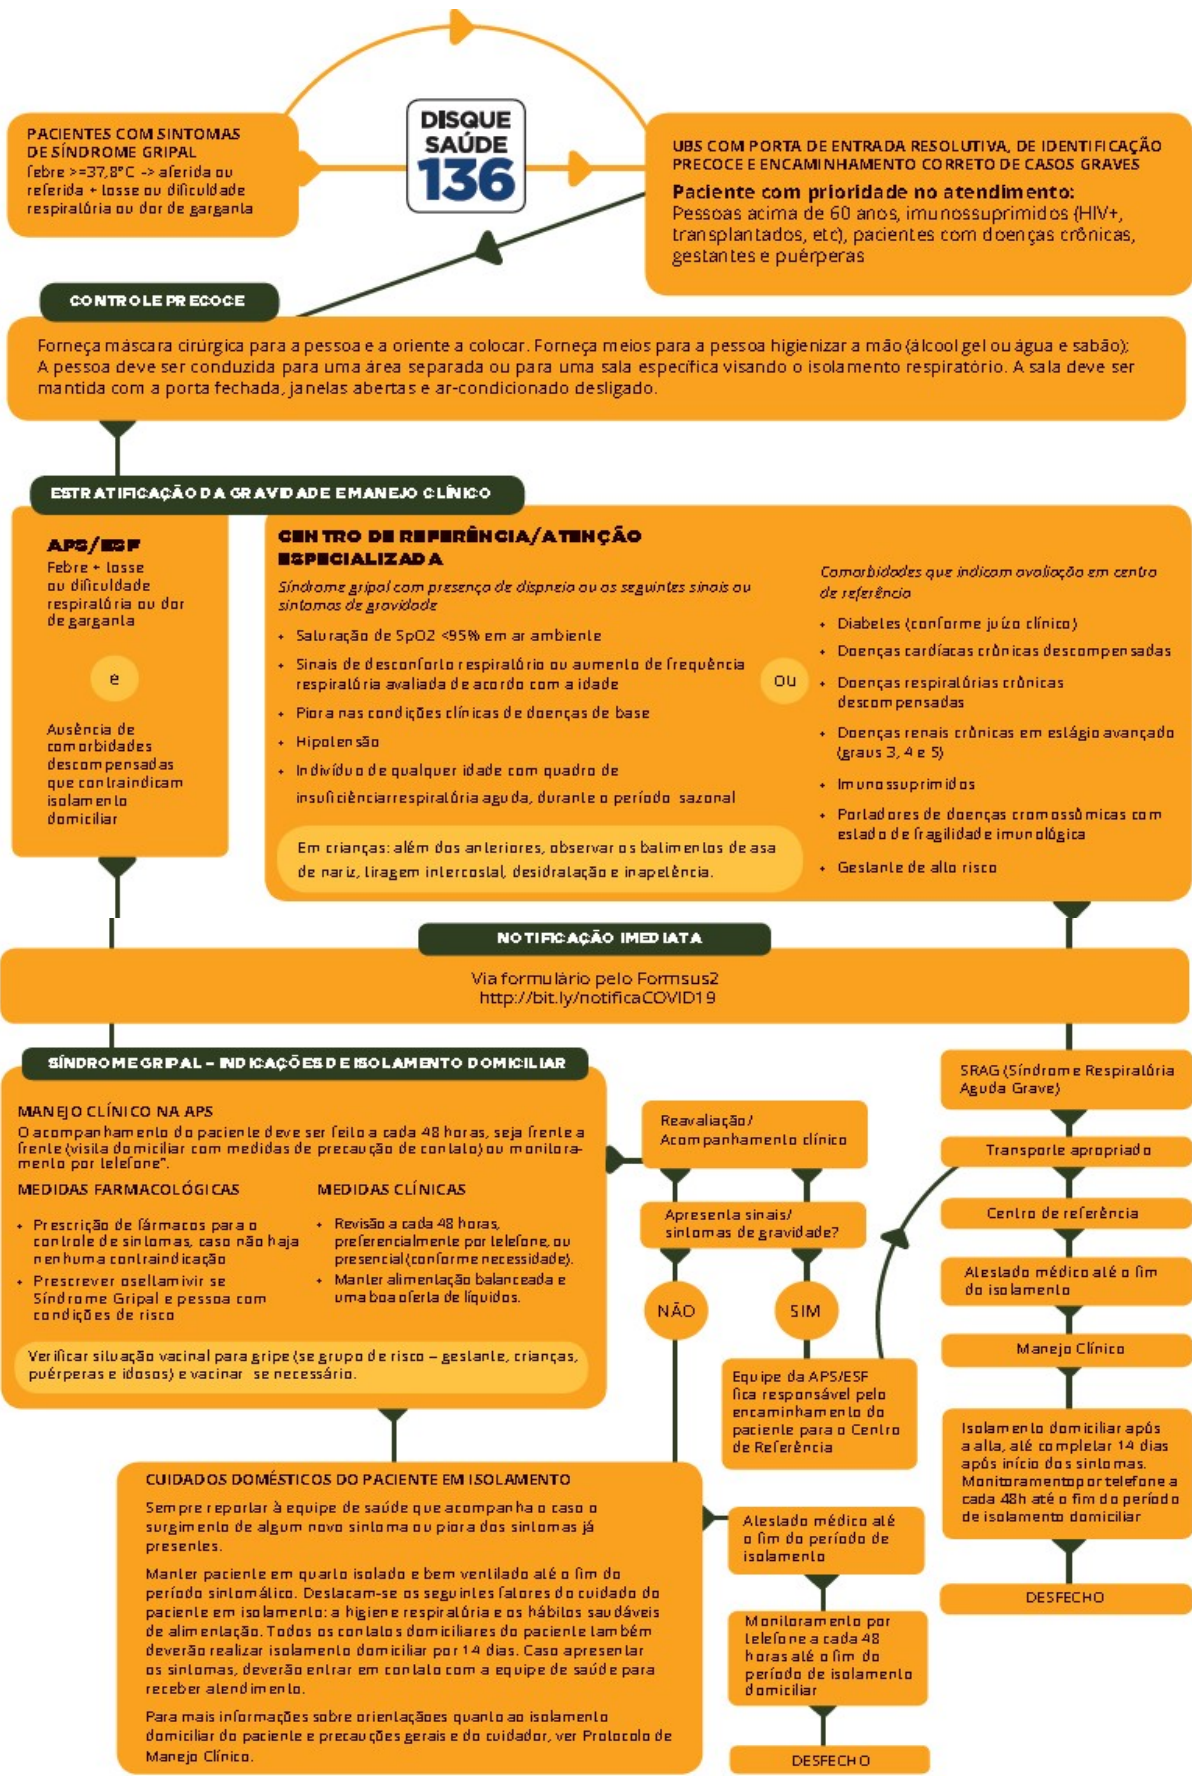 PACIENTES COM SINTOMAS
DE SÍNDROME GRIPAL
febre >=37,8°C -> aferida ou
referida + tosse ou dificuldade
respiratória ou dor de garganta
DISQUE
SAÚDE
136
UBS COM PORTA DE ENTRADA RESOLUTIVA, DE IDENTIFICAÇÃO
PRECOCE E ENCAMINHAMENTO CORRETO DE CASOS GRAVES
Paciente com prioridade no atendimento:
Pessoas acima de 60 anos, imunossuprimidos (HIV+,
transplantados, etc), pacientes com doenças crônicas,
gestantes e puérperas
CONTROLE PRECOCE
Forneça máscara cirúrgica para a pessoa e a oriente a colocar. Forneça meios para a pessoa higienizar a mão (álcool gel ou água e sabão);
A pessoa deve ser conduzida para uma área separada ou para uma sala específica visando o isolamento respiratório. A sala deve ser
mantida com a porta fechada, janelas abertas e ar-condicionado desligado.
ESTRATIFICAÇÃO DA GRAVIDADE E MANEJO CLÍNICO
APS/ESF
Febre + tosse
ou dificuldade
respiratória ou dor
de garganta
e
Ausência de
comorbidades
descompensadas
que contraindicam
isolamento
domiciliar
CENTRO DE REFERÊNCIA/ATENÇÃO
ESPECIALIZADA
Síndrome gripal com presença de dispneia ou os seguintes sinais ou
sintomas de gravidade
• Saturação de SpO2 <95% em ar ambiente
• Sinais de desconforto respiratório ou aumento de frequência
respiratória avaliada de acordo com a idade
• Piora nas condições clínicas de doenças de base
• Hipotensão
• Indivíduo de qualquer idade com quadro de
insuficiênciarrespiratória aguda, durante o período sazonal
Em crianças: além dos anteriores, observar os batimentos de asa
de nariz, tiragem intercostal, desidratação e inapetência.
ou
Comorbidades que indicam avaliação em centro
de referência
• Diabetes (conforme juízo clínico)
• Doenças cardíacas crônicas descompensadas
• Doenças respiratórias crônicas
descompensadas
• Doenças renais crônicas em estágio avançado
(graus 3, 4 e 5)
• Imunossuprimidos
• Portadores de doenças cromossômicas com
estado de fragilidade imunológica
• Gestante de alto risco
NOTIFICAÇÃO IMEDIATA
Via formulário pelo Formsus2
http://bit.ly/notificaCOVID19
SÍNDROME GRIPAL – INDICAÇÕES DE ISOLAMENTO DOMICILIAR
MANEJO CLÍNICO NA APS
O acompanhamento do paciente deve ser feito a cada 48 horas, seja frente a
frente (visita domiciliar com medidas de precaução de contato) ou monitora-
mento por telefone".
MEDIDAS FARMACOLÓGICAS
• Prescrição de fármacos para o
controle de sintomas, caso não haja
nenhuma contraindicação
• Prescrever oseltamivir se
Síndrome Gripal e pessoa com
condições de risco
MEDIDAS CLÍNICAS
• Revisão a cada 48 horas,
preferencialmente por telefone, ou
presencial(conforme necessidade).
• Manter alimentação balanceada e
uma boa oferta de líquidos.
Verificar situação vacinal para gripe (se grupo de risco – gestante, crianças,
puérperas e idosos) e vacinar se necessário.
Reavaliação/
Acompanhamento clínico
Apresenta sinais/
sintomas de gravidade?
NÃO
SIM
Equipe da APS/ESF
fica responsável pelo
encaminhamento do
paciente para o Centro
de Referência
SRAG (Síndrome Respiratória
Aguda Grave)
Transporte apropriado
Centro de referência
Atestado médico até o fim
do isolamento
Manejo Clínico
Isolamento domiciliar após
a alta, até completar 14 dias
após início dos sintomas.
Monitoramentopor telefone a
cada 48h até o fim do período
de isolamento domiciliar
DESFECHO
CUIDADOS DOMÉSTICOS DO PACIENTE EM ISOLAMENTO
Sempre reportar à equipe de saúde que acompanha o caso o
surgimento de algum novo sintoma ou piora dos sintomas já
presentes.
Manter paciente em quarto isolado e bem ventilado até o fim do
período sintomático. Destacam-se os seguintes fatores do cuidado do
paciente em isolamento: a higiene respiratória e os hábitos saudáveis
de alimentação. Todos os contatos domiciliares do paciente também
deverão realizar isolamento domiciliar por 14 dias. Caso apresentar
os sintomas, deverão entrar em contato com a equipe de saúde para
receber atendimento.
Para mais informações sobre orientaçãoes quanto ao isolamento
domiciliar do paciente e precauções gerais e do cuidador, ver Protocolo de
Manejo Clínico.
Atestado médico até
o fim do período de
isolamento
Monitoramento por
telefone a cada 48
horas até o fim do
período de isolamento
domiciliar
DESFECHO